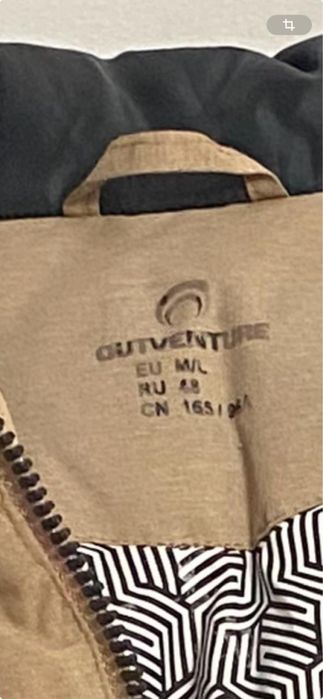 OUTVENTURE
EU M/L
RU 48
CN 165/